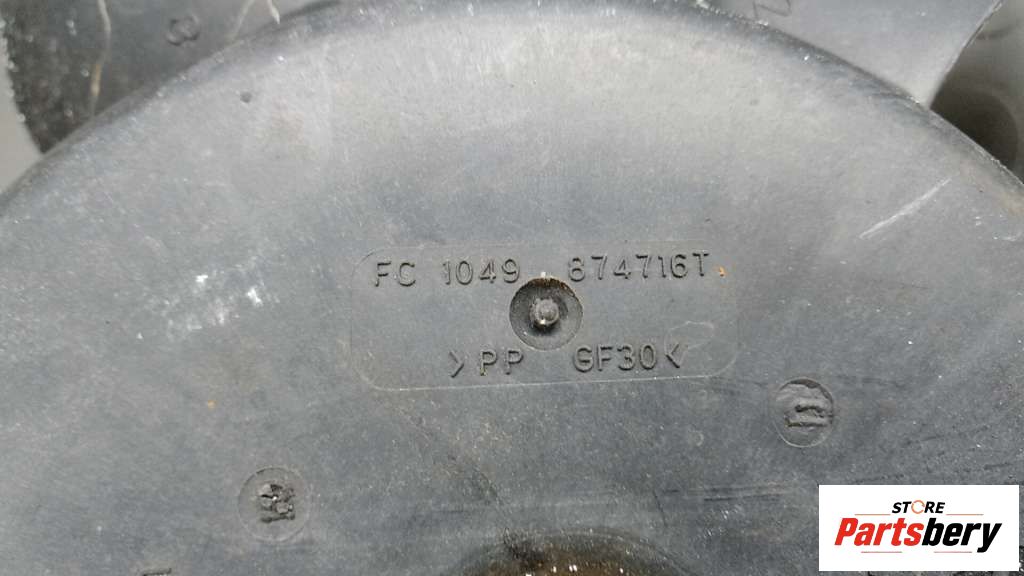 FC 1049 874716T
>PP GF30<
STORE
Partsbery